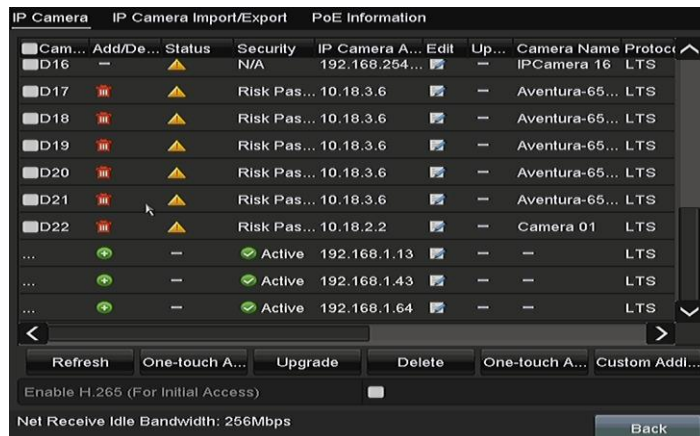 IP Camera IP Camera Import/Export PoE Information
Cam... Add/De... Status Security IP Camera A... Edit Up... Camera Name Protoc
D16 — N/A 192.168.254... — IPCamera 16 LTS
D17 Risk Pas... 10.18.3.6 — Aventura-65... LTS
D18 Risk Pas... 10.18.3.6 — Aventura-65... LTS
D19 Risk Pas... 10.18.3.6 — Aventura-65... LTS
D20 Risk Pas... 10.18.3.6 — Aventura-65... LTS
D21 Risk Pas... 10.18.3.6 — Aventura-65... LTS
D22 Risk Pas... 10.18.2.2 — Camera 01 LTS
... — Active 192.168.1.13 — — LTS
... — Active 192.168.1.43 — — LTS
... — Active 192.168.1.64 — — LTS
Refresh One-touch A... Upgrade Delete One-touch A... Custom Addi...
Enable H.265 (For Initial Access)
Net Receive Idle Bandwidth: 256Mbps
Back